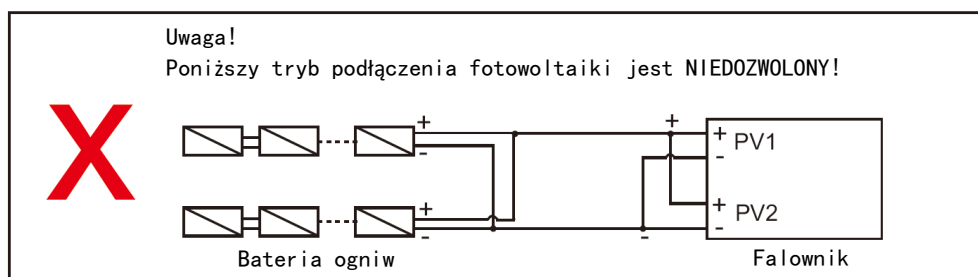 Uwaga!
Poniższy tryb podłączenia fotowoltaiki jest NIEDOZWOLONY!
X
+
-
+
-
+
-
+ PV1
-
+ PV2
-
Bateria ogniw
Falownik